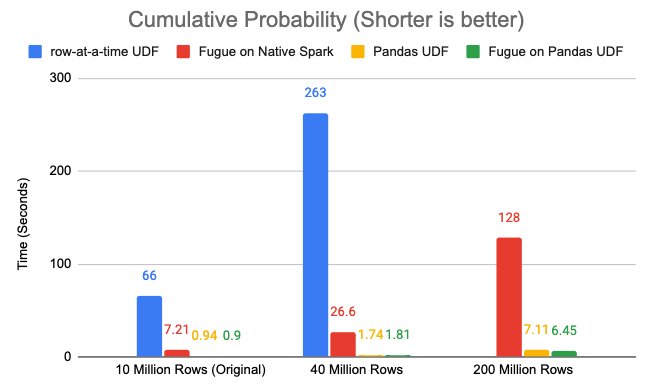 Cumulative Probability (Shorter is better)
row-at-a-time UDF Fugue on Native Spark Pandas UDF Fugue on Pandas UDF
Time (Seconds)
300
200
100
0
66 7.21 0.94 0.9
263 26.6 1.74 1.81
128 7.11 6.45
10 Million Rows (Original) 40 Million Rows 200 Million Rows